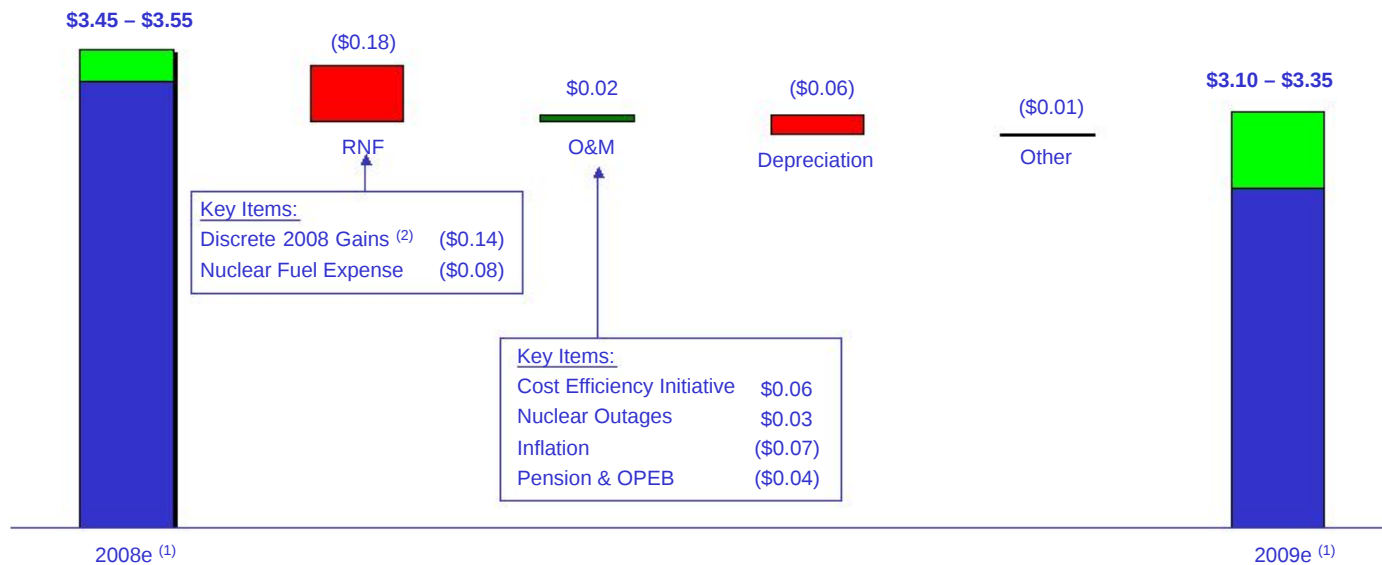 $3.45 – $3.55
($0.18)
$0.02
($0.06)
($0.01)
$3.10 – $3.35
RNF
O&M
Depreciation
Other
Key Items:
Discrete 2008 Gains (2) ($0.14)
Nuclear Fuel Expense ($0.08)
Key Items:
Cost Efficiency Initiative $0.06
Nuclear Outages $0.03
Inflation ($0.07)
Pension & OPEB ($0.04)
2008e (1)
2009e (1)